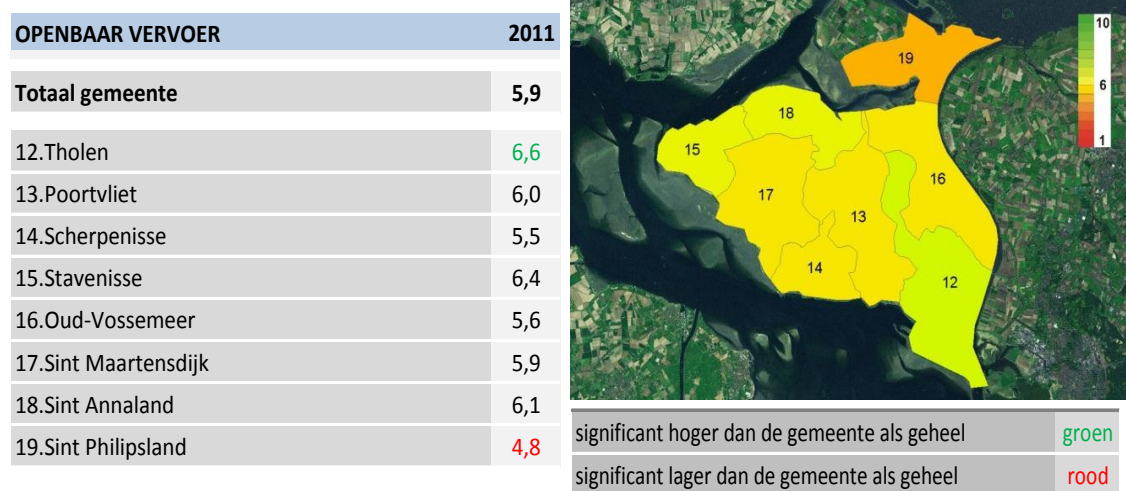 OPENBAAR VERVOER 2011
Totaal gemeente 5,9
12.Tholen 6,6
13.Poortvliet 6,0
14.Scherpenisse 5,5
15.Stavenisse 6,4
16.Oud-Vossemeer 5,6
17.Sint Maartensdijk 5,9
18.Sint Annaland 6,1
19.Sint Philipsland 4,8
10
19
6
18
1
15
16
17
13
14
12
significant hoger dan de gemeente als geheel groen
significant lager dan de gemeente als geheel rood